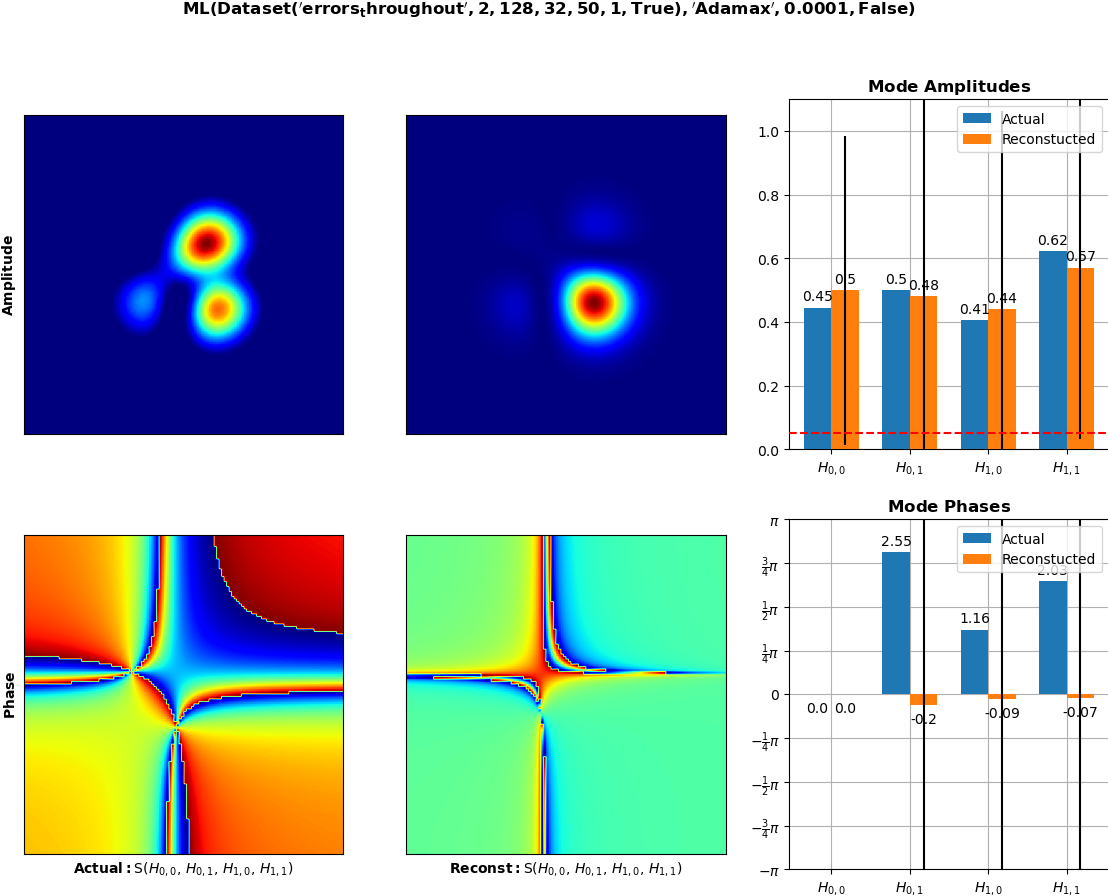 ML(Dataset('errors_throughout', 2, 128, 32, 50, 1, True), 'Adamax', 0.0001, False)
Mode Amplitudes
Amplitude
Actual
Reconstucted
1.0
0.8
0.6
0.4
0.2
0.0
0.45
0.5
0.5
0.48
0.41
0.44
0.62
0.57
H0,0
H0,1
H1,0
H1,1
Mode Phases
Phase
Actual
Reconstucted
π
3/4π
1/2π
1/4π
0
−1/4π
−1/2π
−3/4π
−π
0.0
0.0
2.55
-0.2
1.16
-0.09
2.03
-0.07
H0,0
H0,1
H1,0
H1,1
Actual: S(H0,0, H0,1, H1,0, H1,1)
Reconst: S(H0,0, H0,1, H1,0, H1,1)